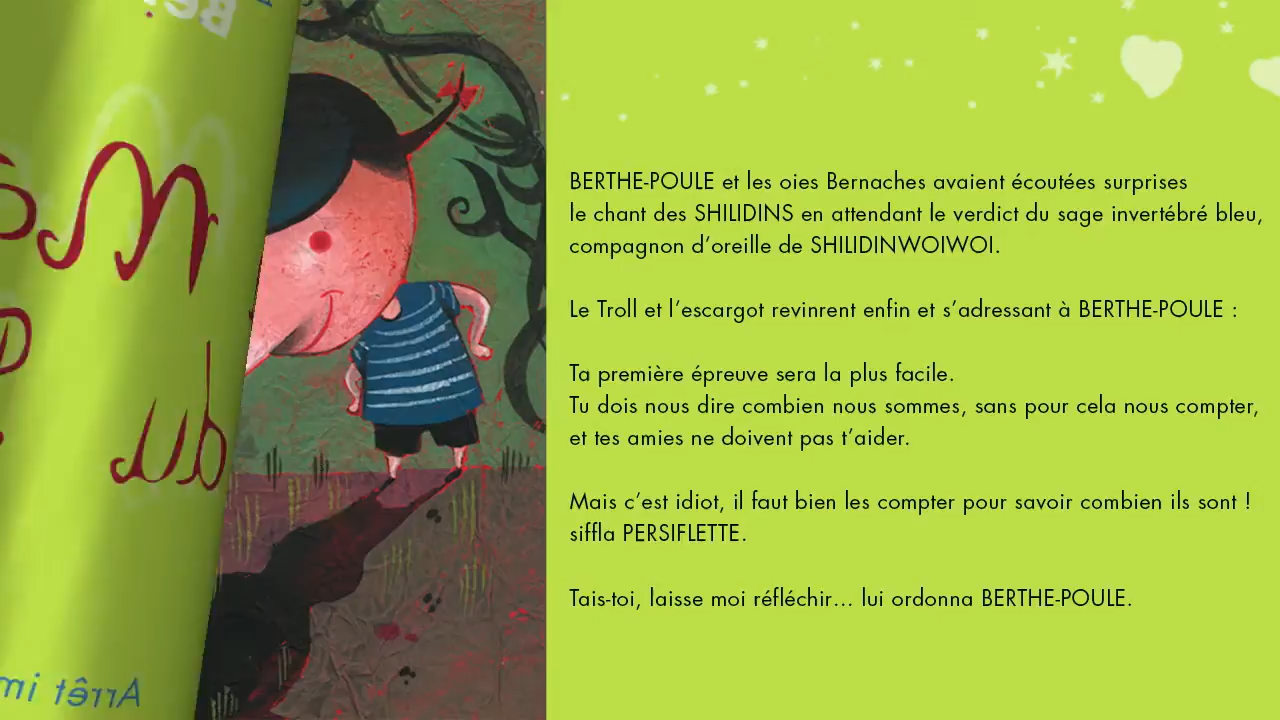 BERTHE-POULE et les oies Bernaches avaient écoutées surprises
le chant des SHILIDINS en attendant le verdict du sage invertébré bleu,
compagnon d'oreille de SHILIDINWOIWOI.
Le Troll et l'escargot revinrent enfin et s'adressant à BERTHE-POULE :
Ta première épreuve sera la plus facile.
Tu dois nous dire combien nous sommes, sans pour cela nous compter,
et tes amies ne doivent pas t'aider.
Mais c'est idiot, il faut bien les compter pour savoir combien ils sont !
siffla PERSIFLETTE.
Tais-toi, laisse moi réfléchir... lui ordonna BERTHE-POULE.
du
Arrêt